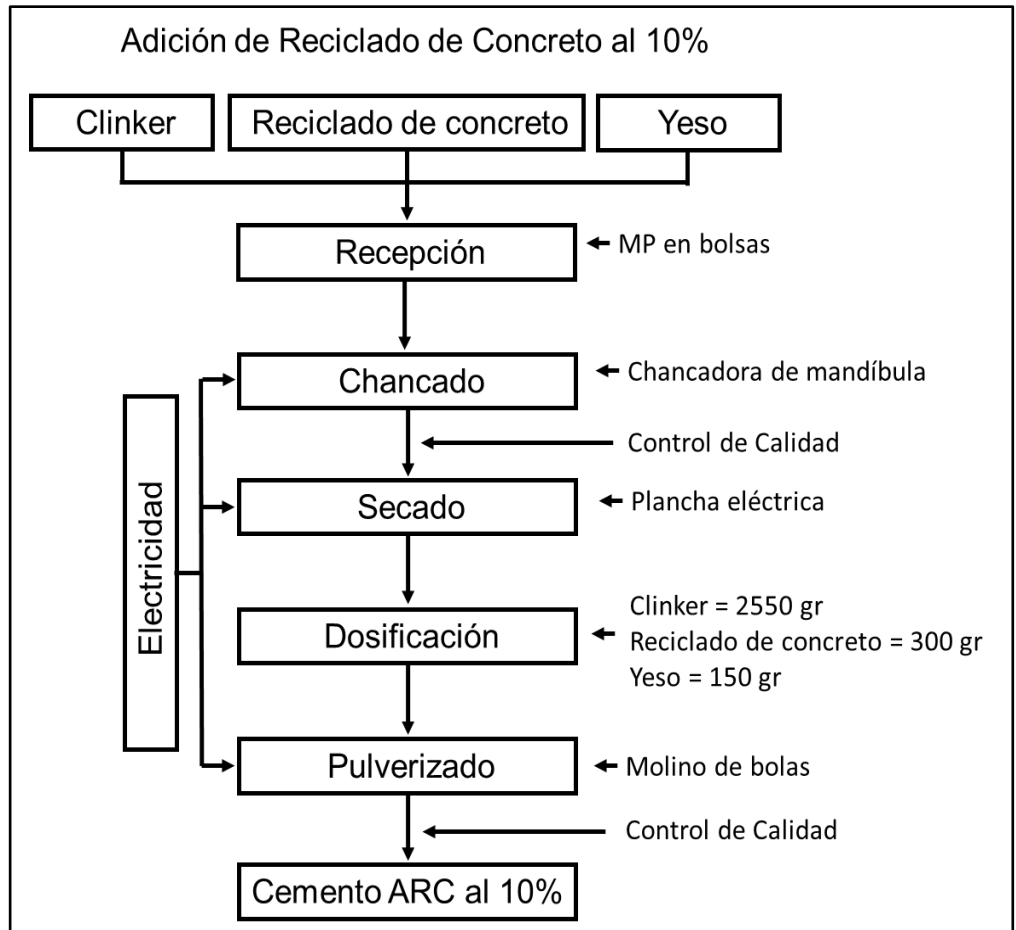 Adición de Reciclado de Concreto al 10%
Clinker
Reciclado de concreto
Yeso
Recepción
MP en bolsas
Chancado
Chancadora de mandíbula
Control de Calidad
Electricidad
Secado
Plancha eléctrica
Dosificación
Clinker = 2550 gr
Reciclado de concreto = 300 gr
Yeso = 150 gr
Pulverizado
Molino de bolas
Control de Calidad
Cemento ARC al 10%